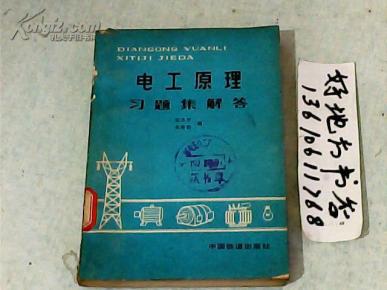 DIANGONG YUANLI
XITIJI JIEDA
电工原理
习题集解答
编
中国铁道出版社
好地方书店
13610611768